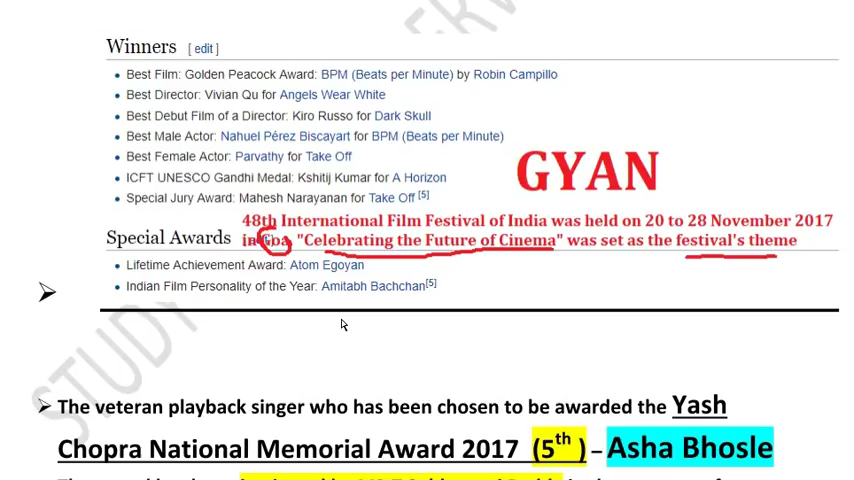 Winners [ edit ]
• Best Film: Golden Peacock Award: BPM (Beats per Minute) by Robin Campillo
• Best Director: Vivian Qu for Angels Wear White
• Best Debut Film of a Director: Kiro Russo for Dark Skull
• Best Male Actor: Nahuel Pérez Biscayart for BPM (Beats per Minute)
• Best Female Actor: Parvathy for Take Off
• ICFT UNESCO Gandhi Medal: Kshitij Kumar for A Horizon
• Special Jury Award: Mahesh Narayanan for Take Off [5]
GYAN
48th International Film Festival of India was held on 20 to 28 November 2017
in Goa. "Celebrating the Future of Cinema" was set as the festival's theme
Special Awards
• Lifetime Achievement Award: Atom Egoyan
• Indian Film Personality of the Year: Amitabh Bachchan[5]
STUDY
➢ The veteran playback singer who has been chosen to be awarded the Yash
Chopra National Memorial Award 2017 (5th ) – Asha Bhosle